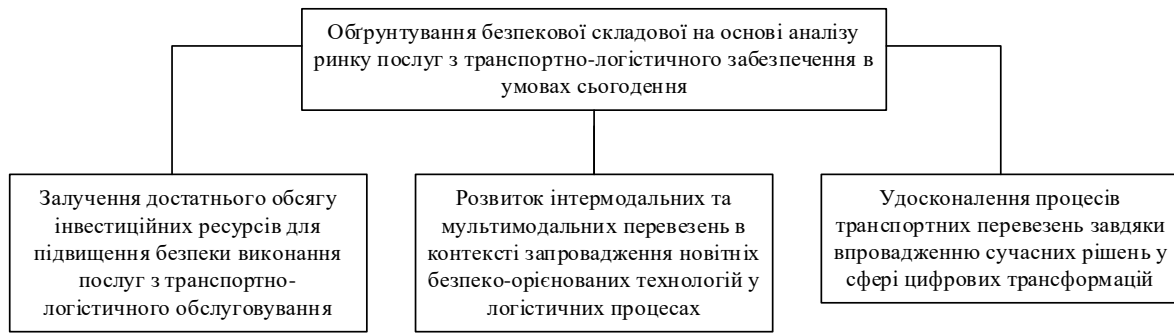 Обґрунтування безпекової складової на основі аналізу
ринку послуг з транспортно-логістичного забезпечення в
умовах сьогодення
Залучення достатнього обсягу
інвестиційних ресурсів для
підвищення безпеки виконання
послуг з транспортно-
логістичного обслуговування
Розвиток інтермодальних та
мультимодальних перевезень в
контексті запровадження новітніх
безпеко-орієнованих технологій у
логістичних процесах
Удосконалення процесів
транспортних перевезень завдяки
впровадженню сучасних рішень у
сфері цифрових трансформацій